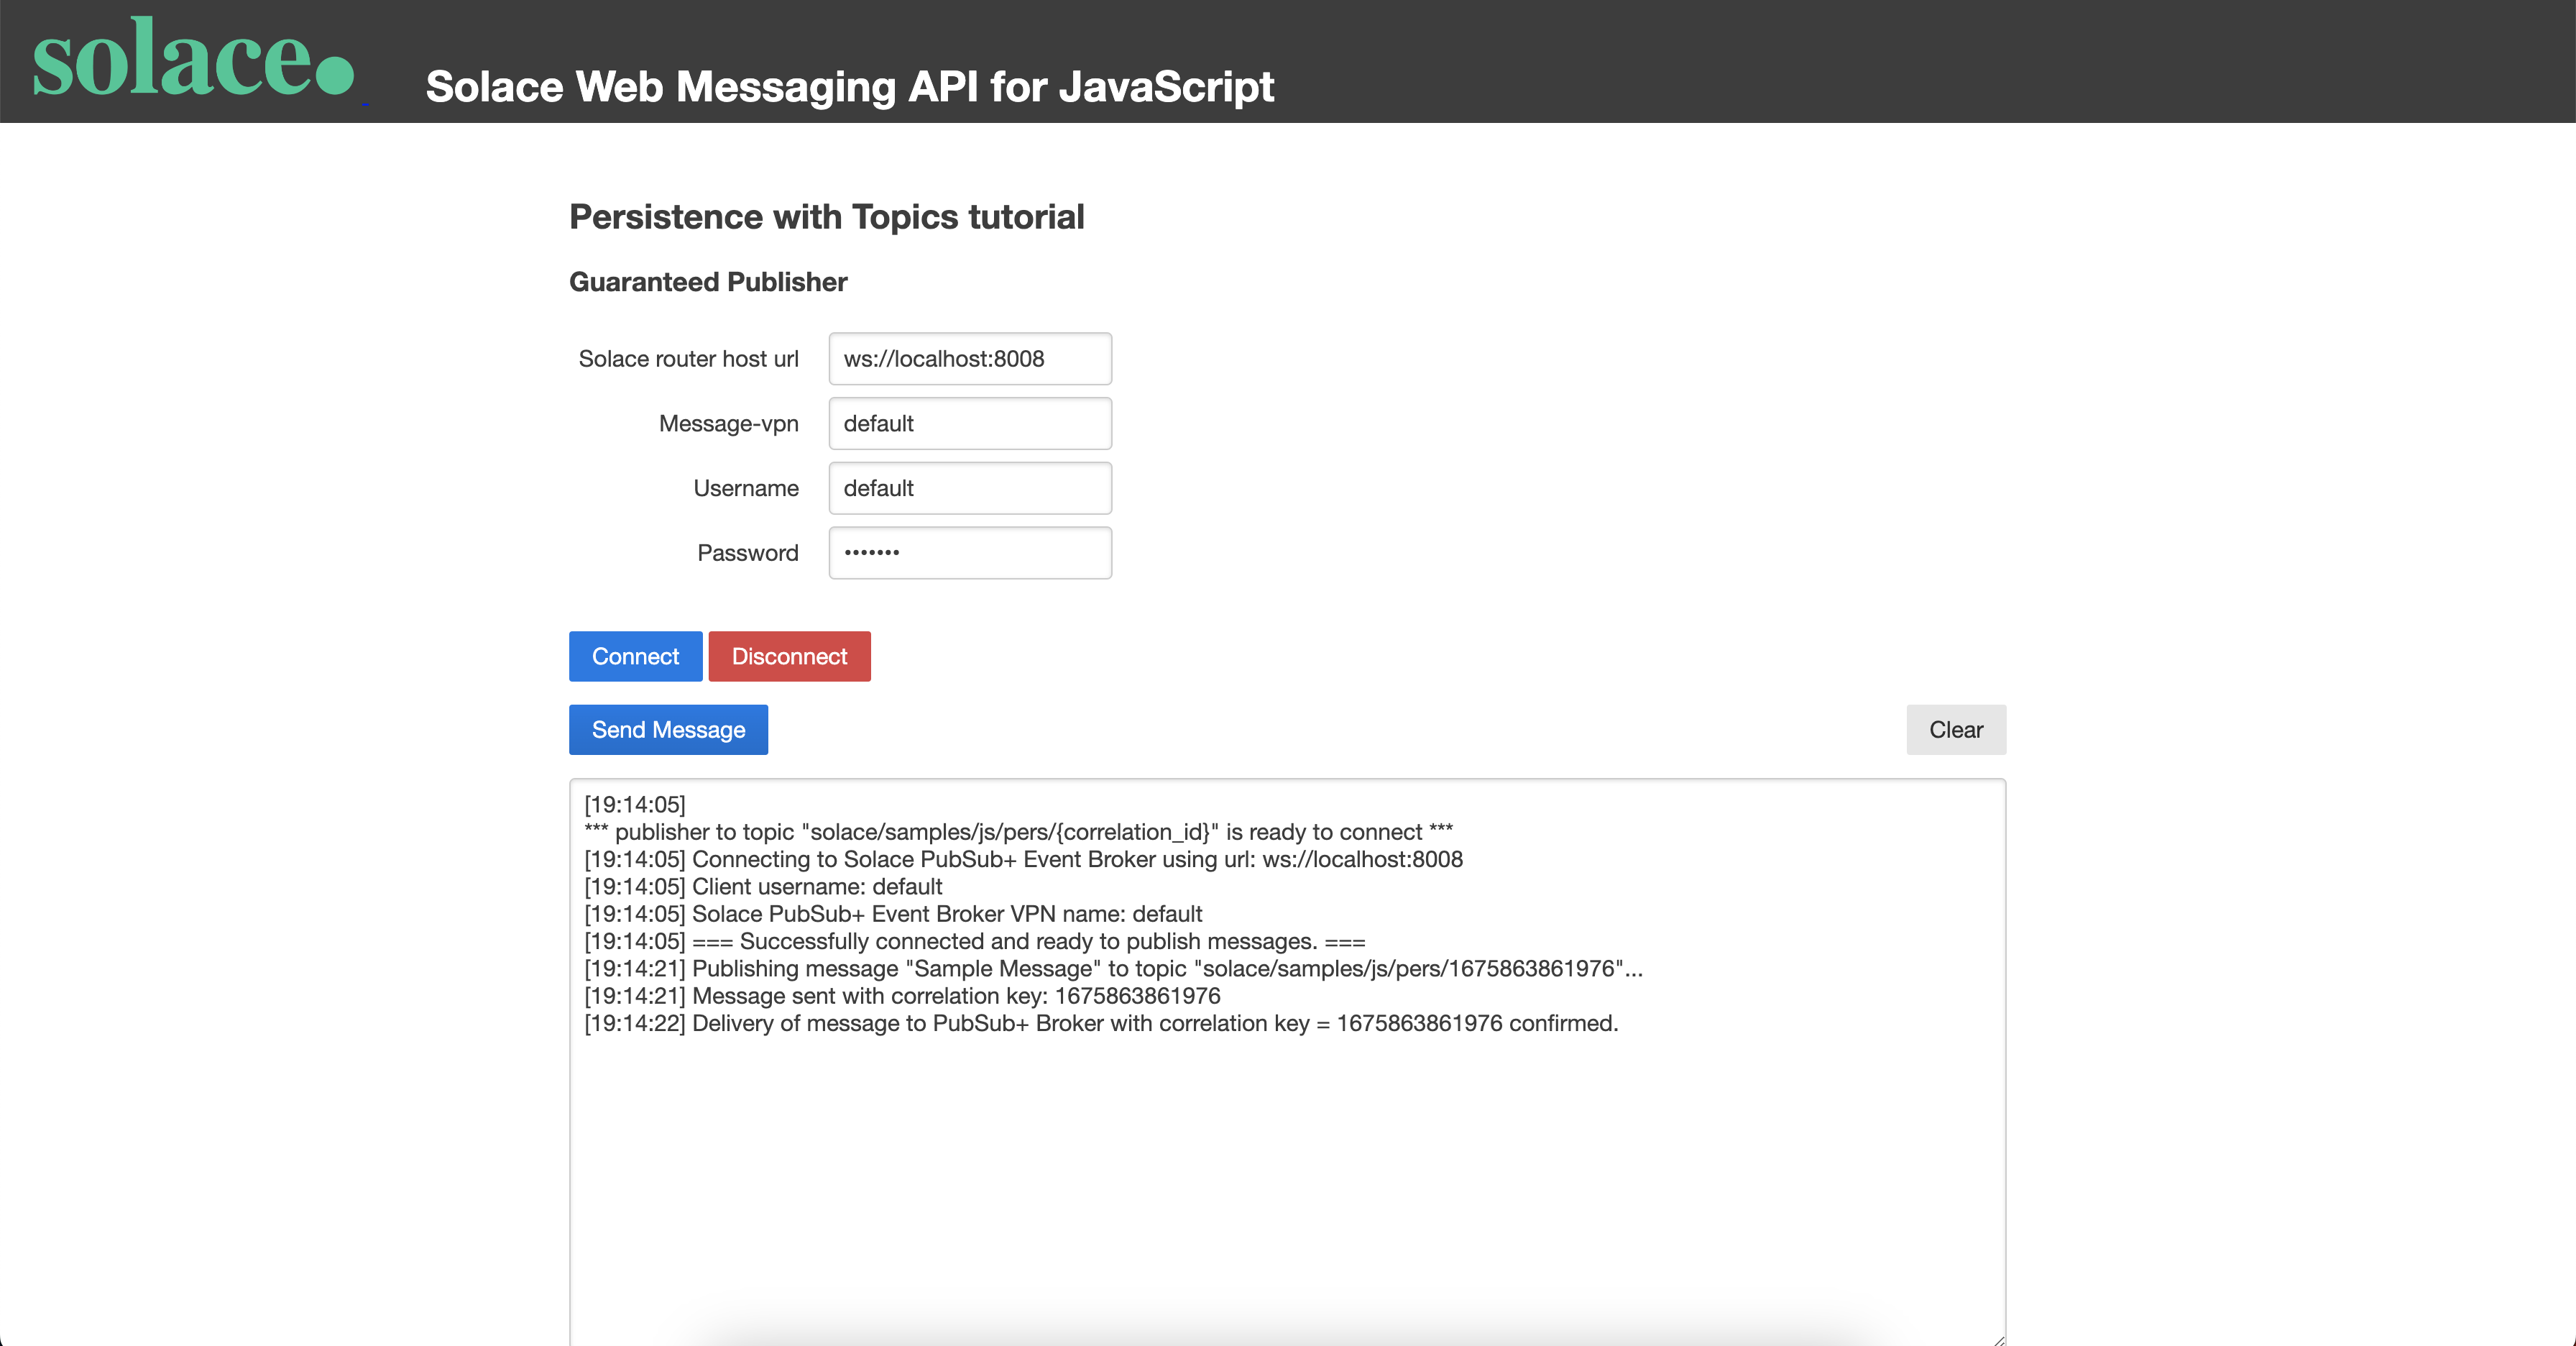 solace.
Solace Web Messaging API for JavaScript
Persistence with Topics tutorial
Guaranteed Publisher
Solace router host url ws://localhost:8008
Message-vpn default
Username default
Password •••••••
Connect Disconnect
Send Message Clear
[19:14:05]
*** publisher to topic "solace/samples/js/pers/{correlation_id}" is ready to connect ***
[19:14:05] Connecting to Solace PubSub+ Event Broker using url: ws://localhost:8008
[19:14:05] Client username: default
[19:14:05] Solace PubSub+ Event Broker VPN name: default
[19:14:05] === Successfully connected and ready to publish messages. ===
[19:14:21] Publishing message "Sample Message" to topic "solace/samples/js/pers/1675863861976"...
[19:14:21] Message sent with correlation key: 1675863861976
[19:14:22] Delivery of message to PubSub+ Broker with correlation key = 1675863861976 confirmed.